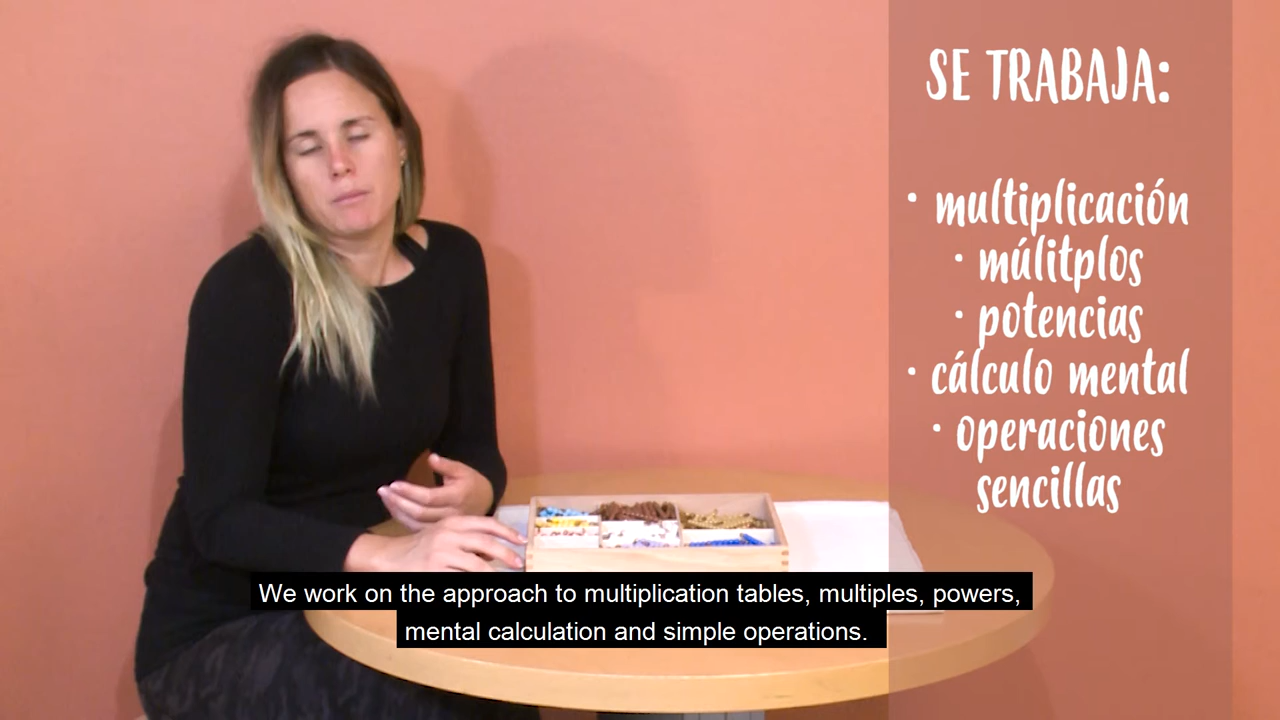 SE TRABAJA:
· multiplicación
· múlitplos
· potencias
· cálculo mental
· operaciones
sencillas
We work on the approach to multiplication tables, multiples, powers,
mental calculation and simple operations.